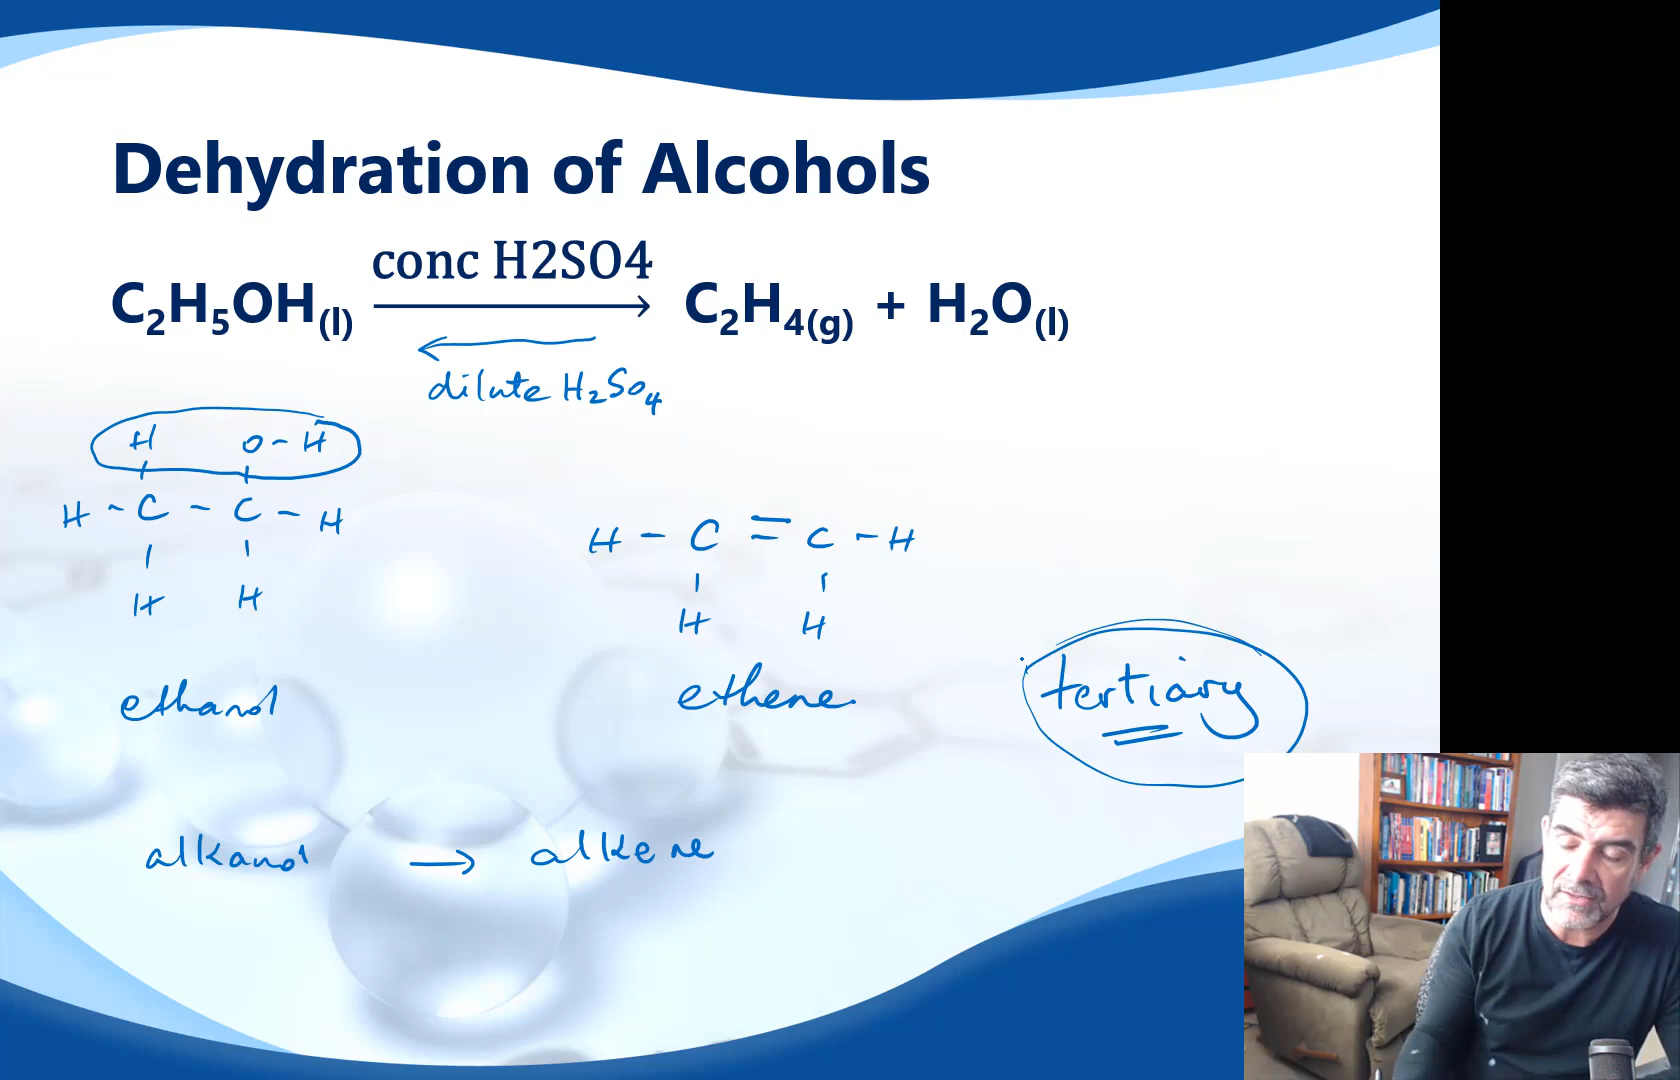 Dehydration of Alcohols
conc H2SO4
C₂H₅OH₍ₗ₎ ⟶ C₂H₄₍g₎ + H₂O₍ₗ₎
←
dilute H₂SO₄
H O - H
H - C - C - H
H H
H - C = C - H
H H
ethanol
ethene
tertiary
alkanol → alkene